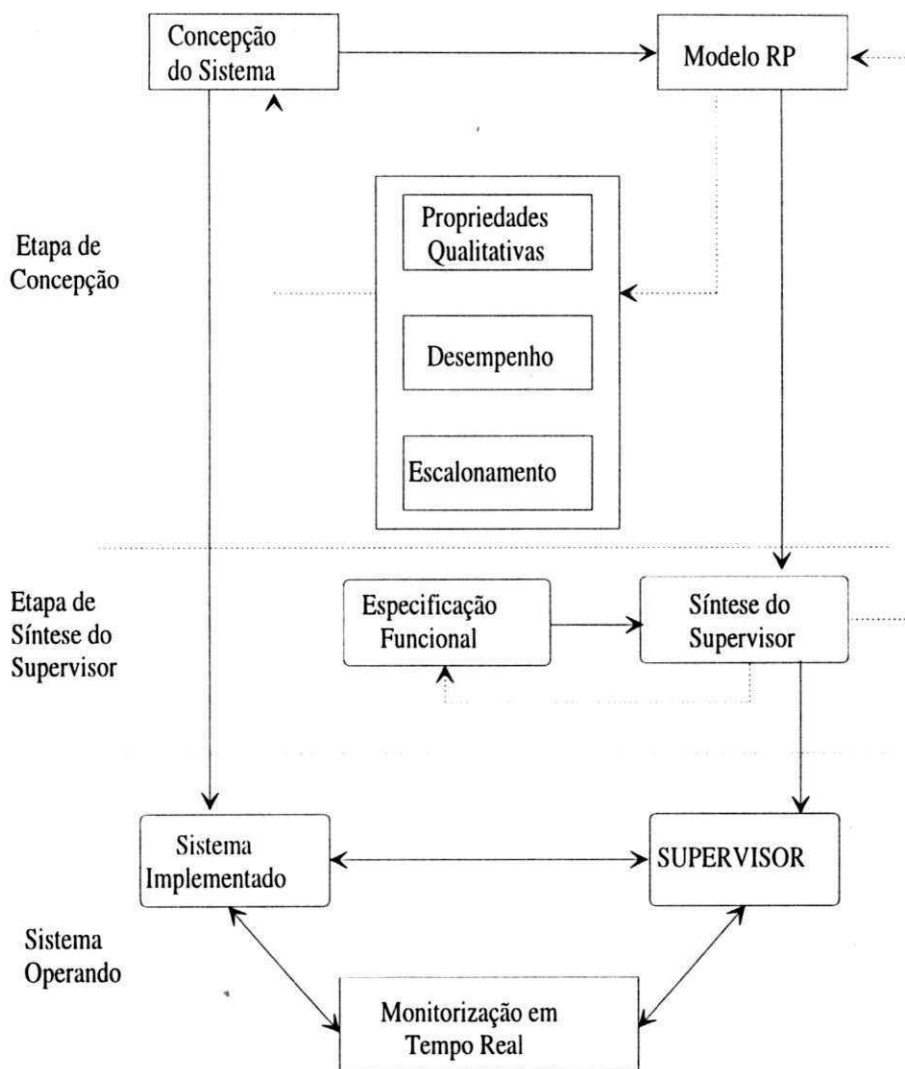 Concepção
do Sistema
Modelo RP
Propriedades
Qualitativas
Etapa de
Concepção
Desempenho
Escalonamento
Etapa de
Síntese do
Supervisor
Especificação
Funcional
Síntese do
Supervisor
Sistema
Implementado
SUPERVISOR
Sistema
Operando
Monitorização em
Tempo Real